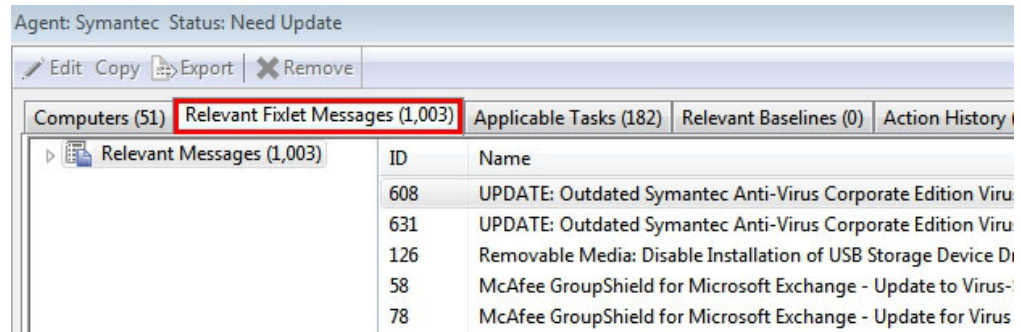 Agent: Symantec Status: Need Update
Edit Copy Export Remove
Computers (51) Relevant Fixlet Messages (1,003) Applicable Tasks (182) Relevant Baselines (0) Action History (
Relevant Messages (1,003) ID Name
608 UPDATE: Outdated Symantec Anti-Virus Corporate Edition Viru
631 UPDATE: Outdated Symantec Anti-Virus Corporate Edition Viru
126 Removable Media: Disable Installation of USB Storage Device D
58 McAfee GroupShield for Microsoft Exchange - Update to Virus-
78 McAfee GroupShield for Microsoft Exchange - Update for Virus